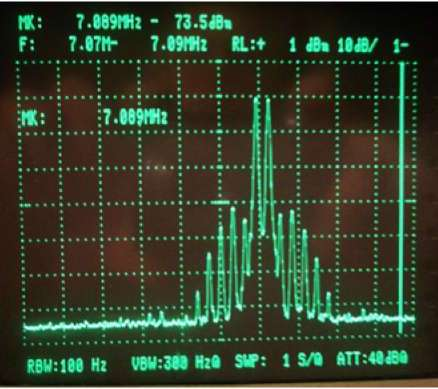 MK: 7.089MHz - 73.5dBm
F: 7.07M- 7.09MHz RL:+ 1 dBm 10dB/ 1-
MK: 7.089MHz
RBW:100 Hz VBW:300 Hz SWP: 1 S/ ATT:40dB